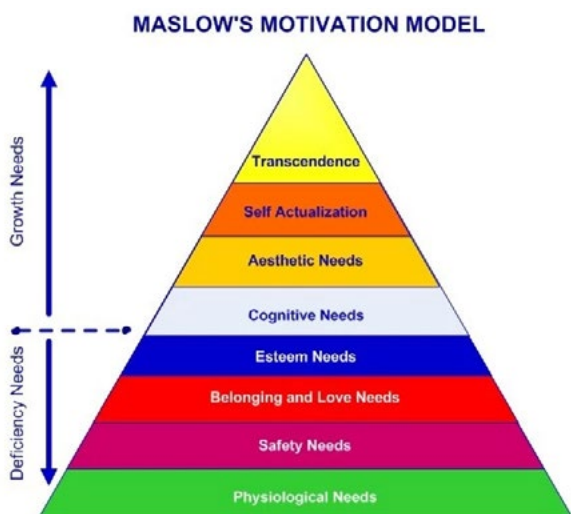 MASLOW'S MOTIVATION MODEL
Growth Needs
Deficiency Needs
Transcendence
Self Actualization
Aesthetic Needs
Cognitive Needs
Esteem Needs
Belonging and Love Needs
Safety Needs
Physiological Needs